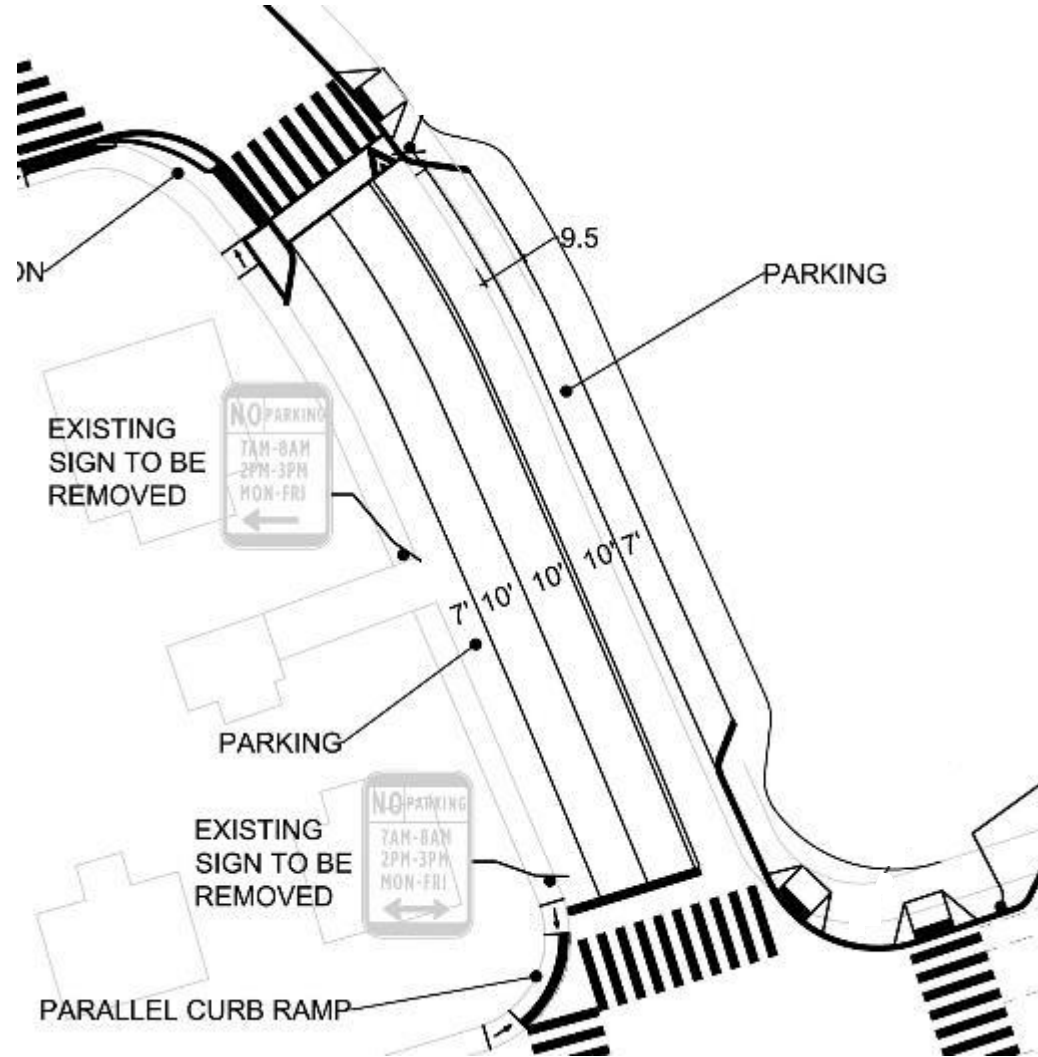 ON
9.5
PARKING
EXISTING
SIGN TO BE
REMOVED
NO PARKING
7AM-8AM
2PM-3PM
MON-FRI
7' 10' 10' 10' 7'
PARKING
EXISTING
SIGN TO BE
REMOVED
NO PARKING
7AM-8AM
2PM-3PM
MON-FRI
PARALLEL CURB RAMP